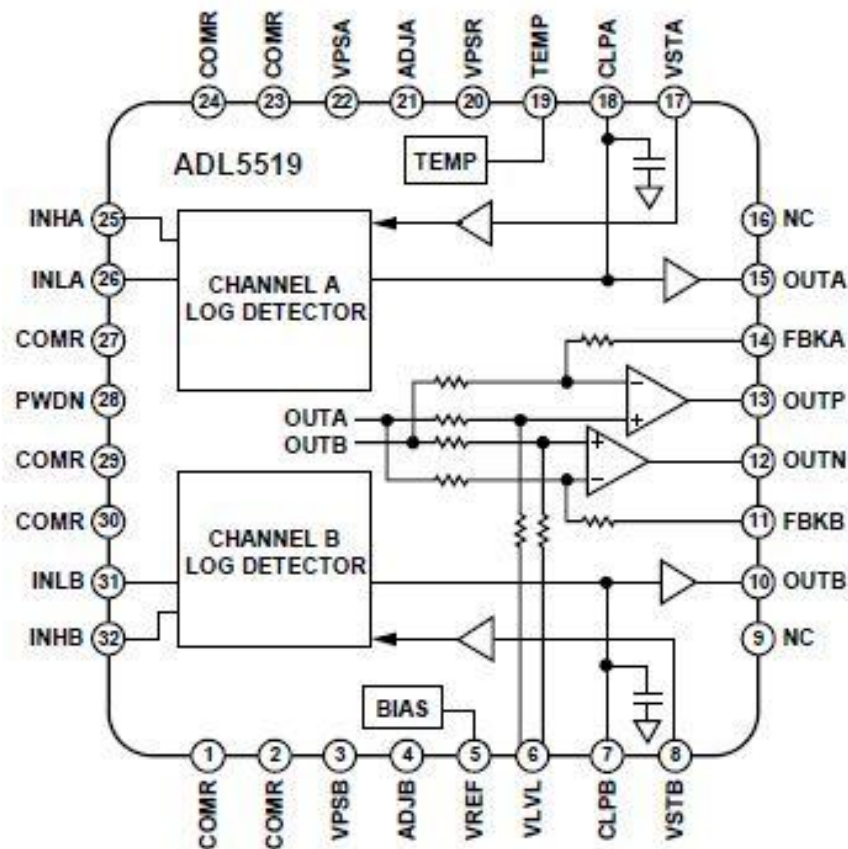 COMR
COMR
VPSA
ADJA
VPSR
TEMP
CLPA
VSTA
24
23
22
21
20
19
18
17
ADL5519
TEMP
INHA 25
16 NC
INLA 26
CHANNEL A
LOG DETECTOR
15 OUTA
COMR 27
14 FBKA
PWDN 28
13 OUTP
−
+
OUTA
OUTB
COMR 29
+
−
12 OUTN
COMR 30
11 FBKB
CHANNEL B
LOG DETECTOR
INLB 31
10 OUTB
INHB 32
9 NC
BIAS
1
2
3
4
5
6
7
8
COMR
COMR
VPSB
ADJB
VREF
VLVL
CLPB
VSTB